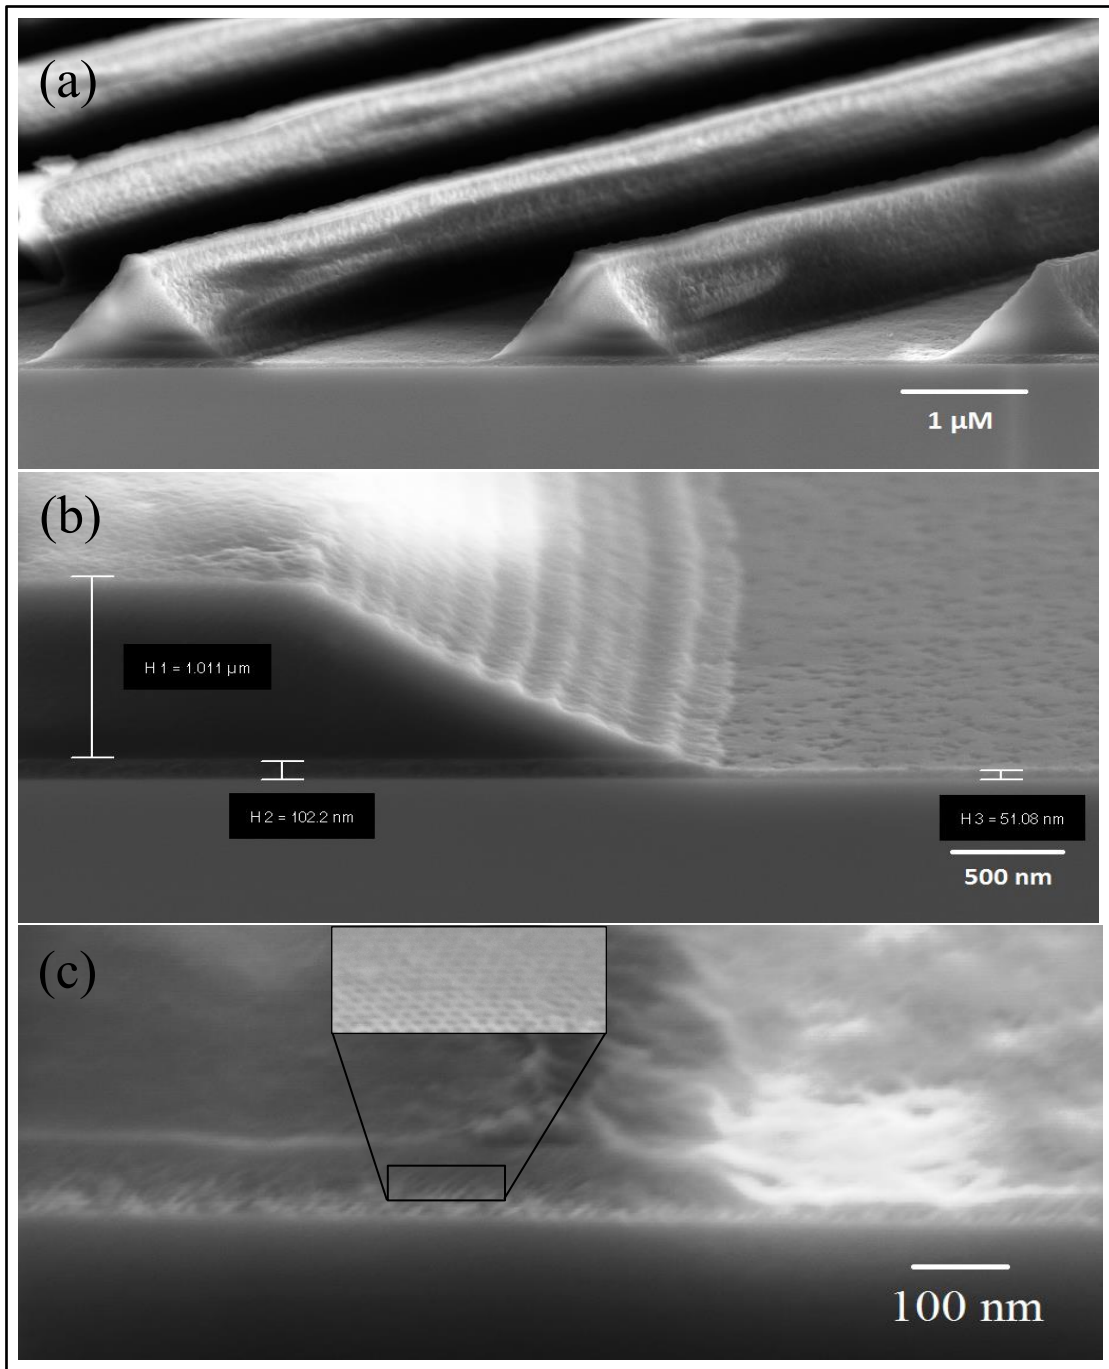 (a)
1 µM
(b)
H 1 = 1.011 µm
H 2 = 102.2 nm
H 3 = 51.08 nm
500 nm
(c)
100 nm